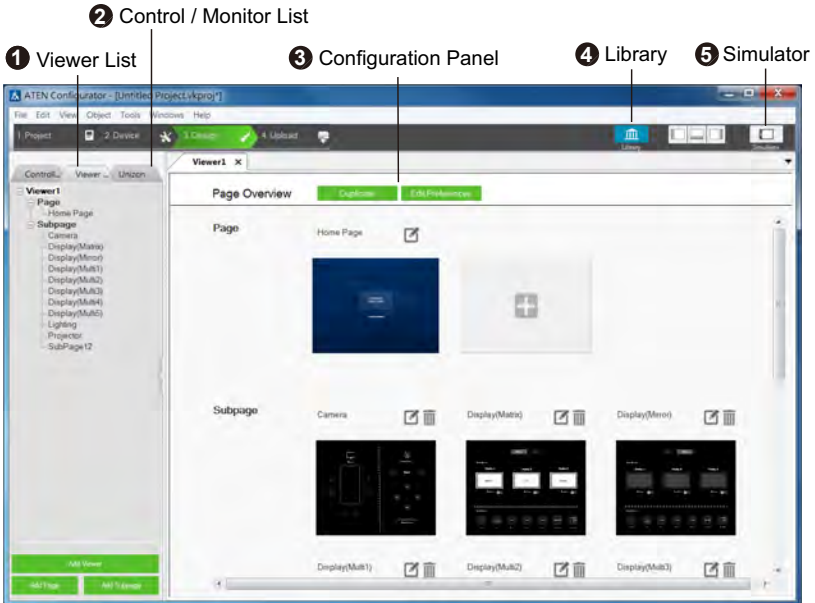 2 Control / Monitor List
1 Viewer List
3 Configuration Panel
4 Library
5 Simulator
ATEN Configurator - [Untitled Project.vkproj*]
File Edit View Object Tools Windows Help
1. Project 2. Device 3. Design 4. Upload
Library
Simulators
Control... Viewer ... Unizon
Viewer1 ×
Viewer1
Page
Home Page
Subpage
Camera
Display(Matrix)
Display(Mirror)
Display(Multi1)
Display(Multi2)
Display(Multi3)
Display(Multi4)
Display(Multi5)
Lighting
Projector
SubPage12
Add Viewer
Add Page Add Subpage
Page Overview Duplicate Edit Preferences
Page Home Page
Subpage Camera Display(Matrix) Display(Mirror)
Display(Multi1) Display(Multi2) Display(Multi3)